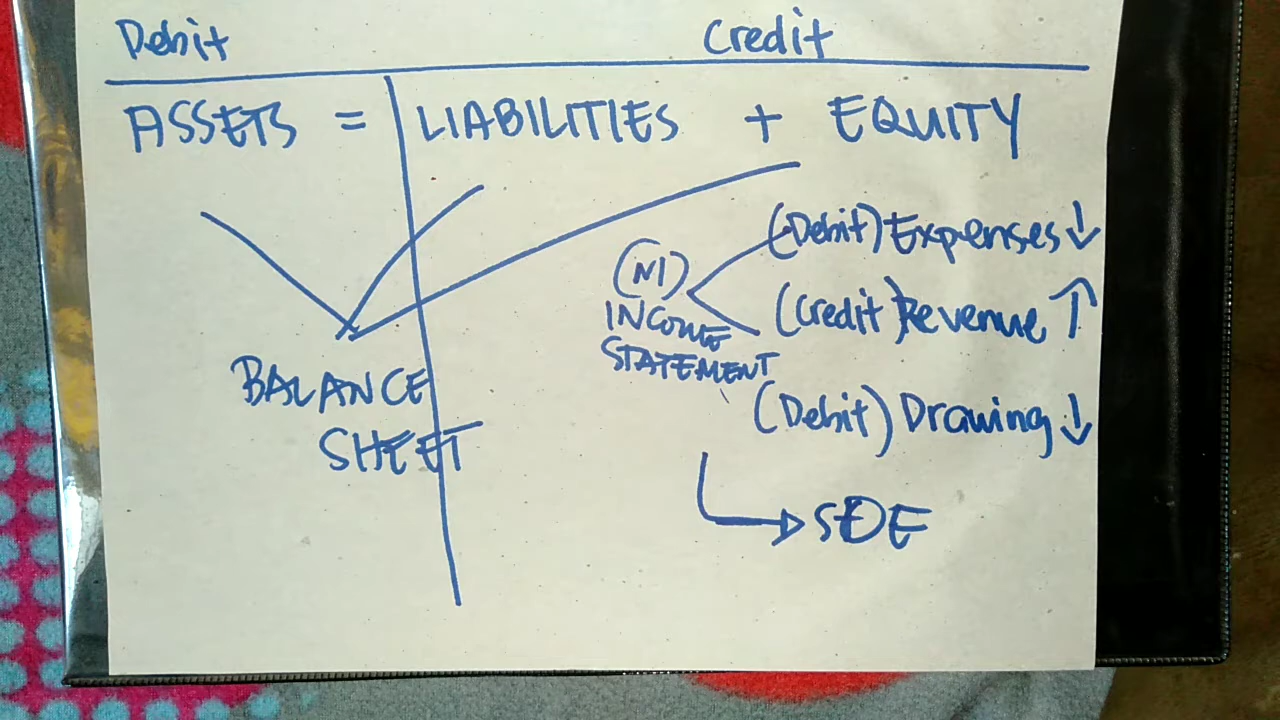 Debit Credit
ASSETS = LIABILITIES + EQUITY
(Debit) Expenses ↓
(NI)
INCOME
STATEMENT
(Credit) Revenue ↑
(Debit) Drawing ↓
BALANCE
SHEET
SOE